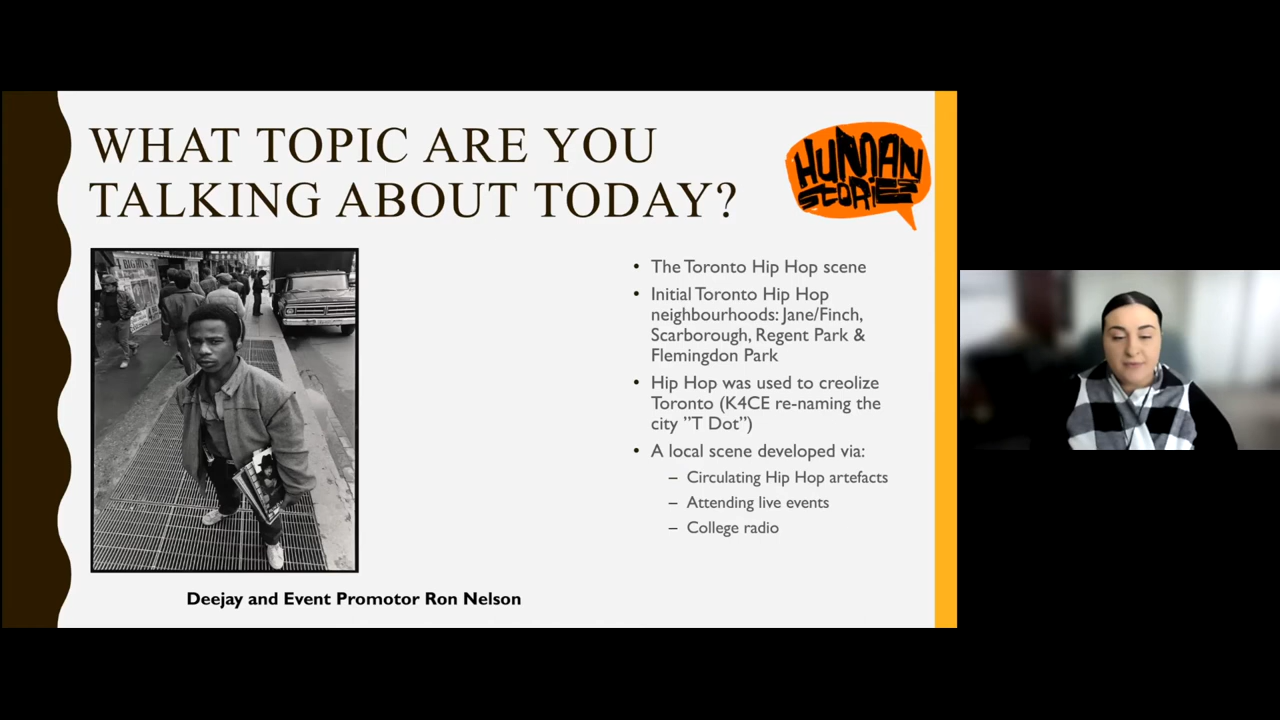 WHAT TOPIC ARE YOU
TALKING ABOUT TODAY?
HUMAN
STORIES
• The Toronto Hip Hop scene
• Initial Toronto Hip Hop
neighbourhoods: Jane/Finch,
Scarborough, Regent Park &
Flemingdon Park
• Hip Hop was used to creolize
Toronto (K4CE re-naming the
city ”T Dot”)
• A local scene developed via:
– Circulating Hip Hop artefacts
– Attending live events
– College radio
Deejay and Event Promotor Ron Nelson